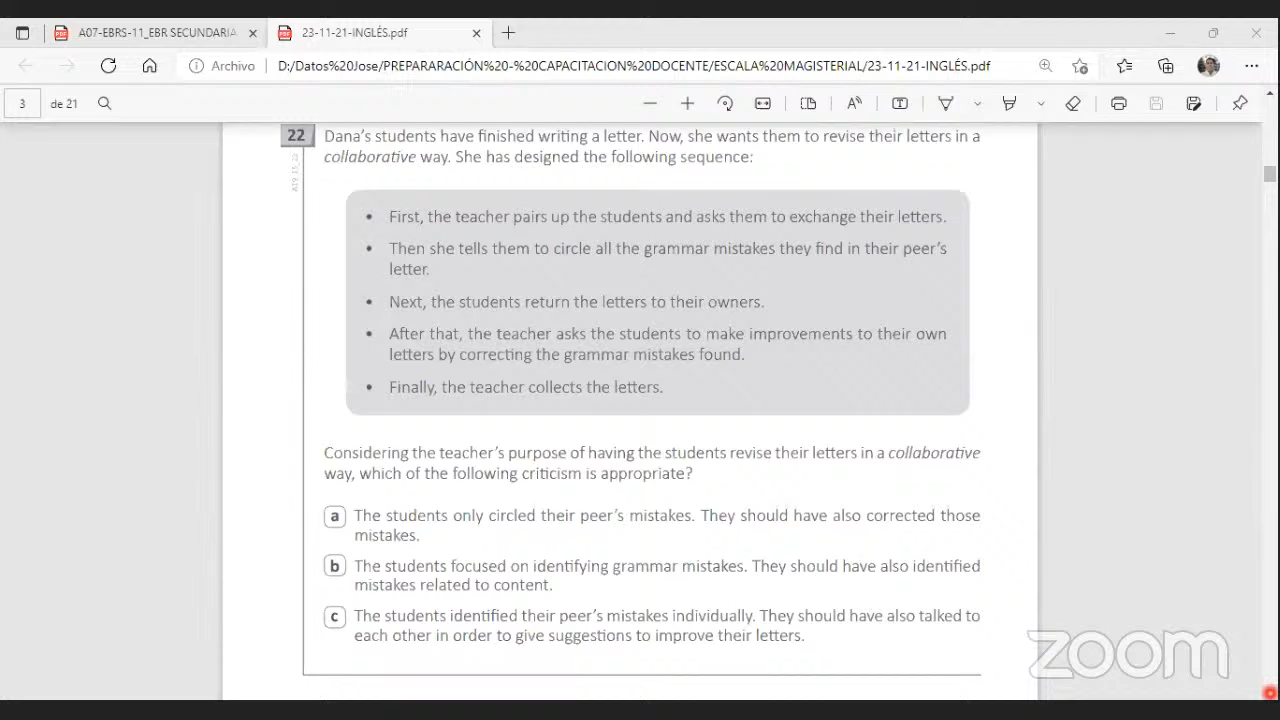 A07-EBRS-11_EBR SECUNDARIA
23-11-21-INGLÉS.pdf
Archivo
D:/Datos%20Jose/PREPARARACIÓN%20-%20CAPACITACION%20DOCENTE/ESCALA%20MAGISTERIAL/23-11-21-INGLÉS.pdf
3 de 21
22 Dana's students have finished writing a letter. Now, she wants them to revise their letters in a
collaborative way. She has designed the following sequence:
• First, the teacher pairs up the students and asks them to exchange their letters.
• Then she tells them to circle all the grammar mistakes they find in their peer's
letter.
• Next, the students return the letters to their owners.
• After that, the teacher asks the students to make improvements to their own
letters by correcting the grammar mistakes found.
• Finally, the teacher collects the letters.
Considering the teacher's purpose of having the students revise their letters in a collaborative
way, which of the following criticism is appropriate?
a The students only circled their peer's mistakes. They should have also corrected those
mistakes.
b The students focused on identifying grammar mistakes. They should have also identified
mistakes related to content.
c The students identified their peer's mistakes individually. They should have also talked to
each other in order to give suggestions to improve their letters.
zoom